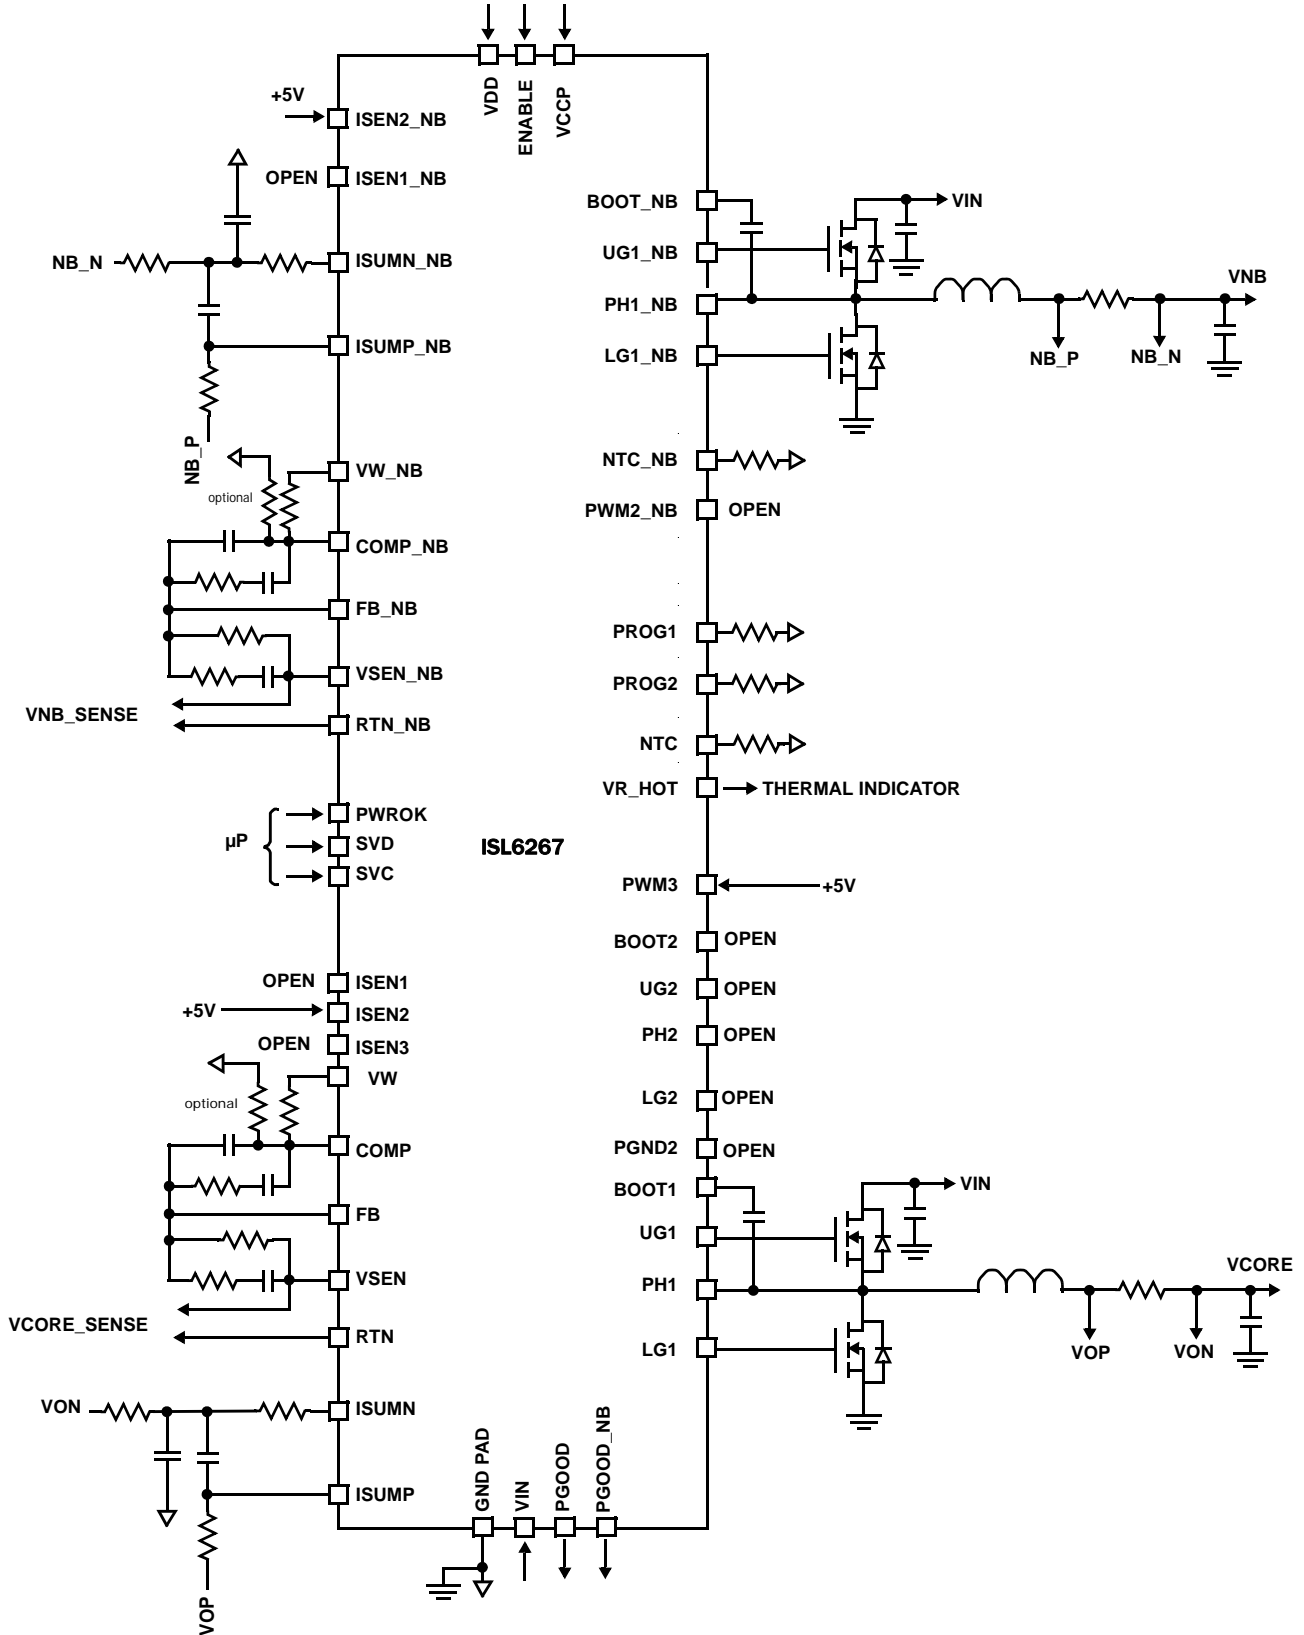 VDD
ENABLE
VCCP
+5V
ISEN2_NB
OPEN
ISEN1_NB
NB_N
ISUMN_NB
ISUMP_NB
NB_P
VW_NB
optional
COMP_NB
FB_NB
VSEN_NB
VNB_SENSE
RTN_NB
µP
PWROK
SVD
SVC
ISL6267
OPEN
ISEN1
+5V
ISEN2
OPEN
ISEN3
VW
optional
COMP
FB
VSEN
VCORE_SENSE
RTN
VON
ISUMN
ISUMP
VOP
BOOT_NB
VIN
UG1_NB
PH1_NB
VNB
LG1_NB
NB_P
NB_N
NTC_NB
PWM2_NB
OPEN
PROG1
PROG2
NTC
VR_HOT
THERMAL INDICATOR
PWM3
+5V
BOOT2
OPEN
UG2
OPEN
PH2
OPEN
LG2
OPEN
PGND2
OPEN
BOOT1
VIN
UG1
PH1
VCORE
LG1
VOP
VON
GND PAD
VIN
PGOOD
PGOOD_NB